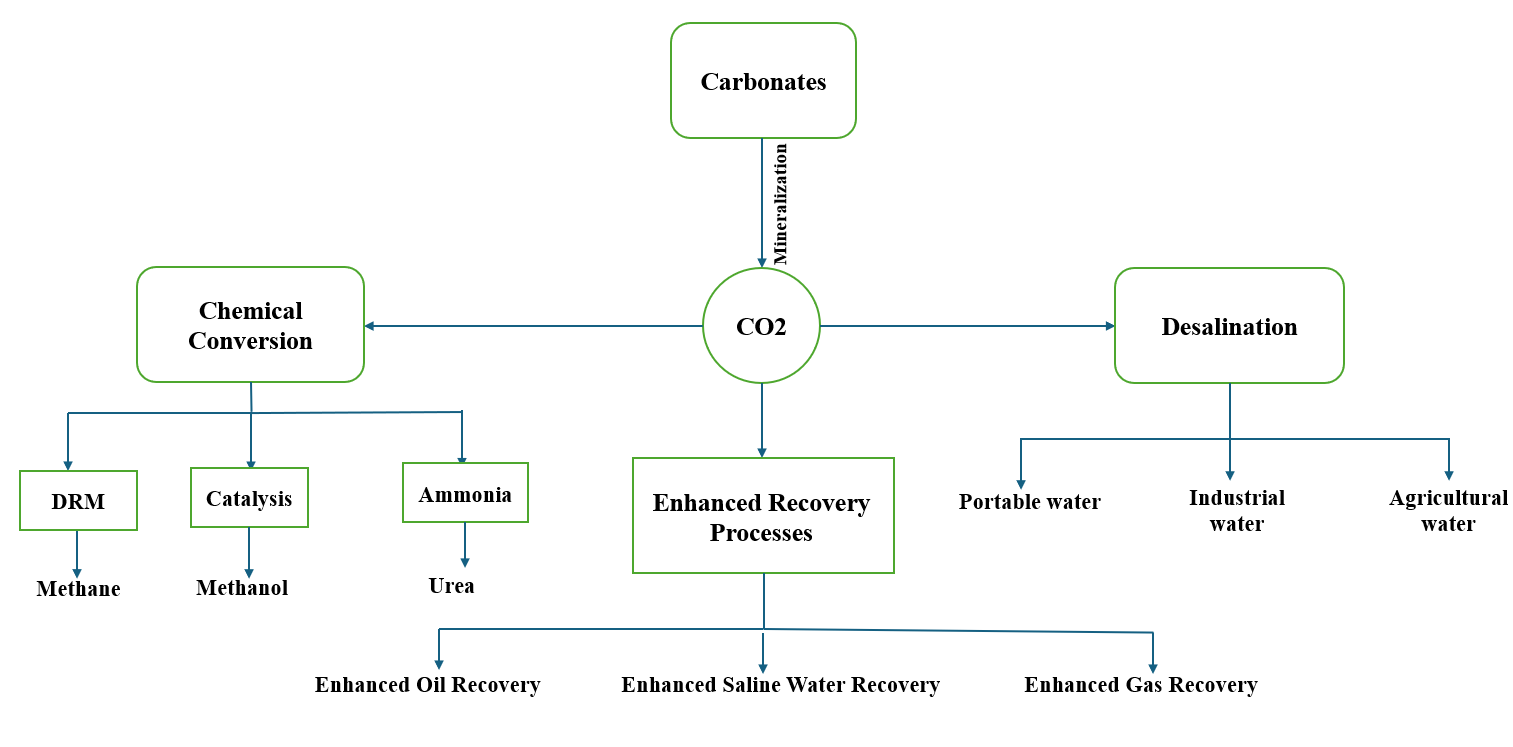 Carbonates
Mineralization
Chemical
Conversion
CO2
Desalination
DRM
Catalysis
Ammonia
Methane
Methanol
Urea
Enhanced Recovery
Processes
Portable water
Industrial
water
Agricultural
water
Enhanced Oil Recovery
Enhanced Saline Water Recovery
Enhanced Gas Recovery